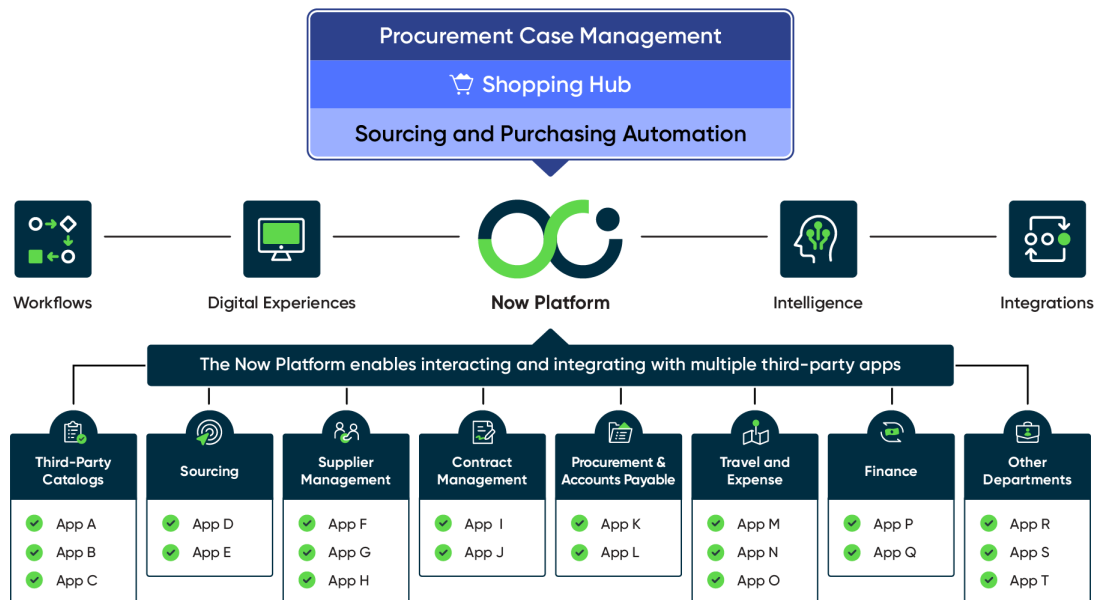 Procurement Case Management
Shopping Hub
Sourcing and Purchasing Automation
Workflows
Digital Experiences
Now Platform
Intelligence
Integrations
The Now Platform enables interacting and integrating with multiple third-party apps
Third-Party
Catalogs
App A
App B
App C
Sourcing
App D
App E
Supplier
Management
App F
App G
App H
Contract
Management
App I
App J
Procurement &
Accounts Payable
App K
App L
Travel and
Expense
App M
App N
App O
Finance
App P
App Q
Other
Departments
App R
App S
App T